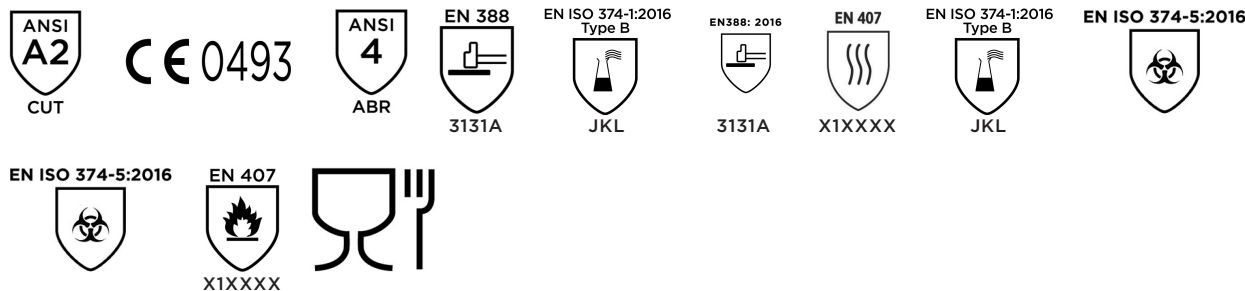 ANSI
A2
CUT
CE 0493
ANSI
4
ABR
EN 388
3131A
EN ISO 374-1:2016
Type B
JKL
EN388: 2016
3131A
EN 407
X1XXXX
EN ISO 374-1:2016
Type B
JKL
EN ISO 374-5:2016
EN ISO 374-5:2016
EN 407
X1XXXX